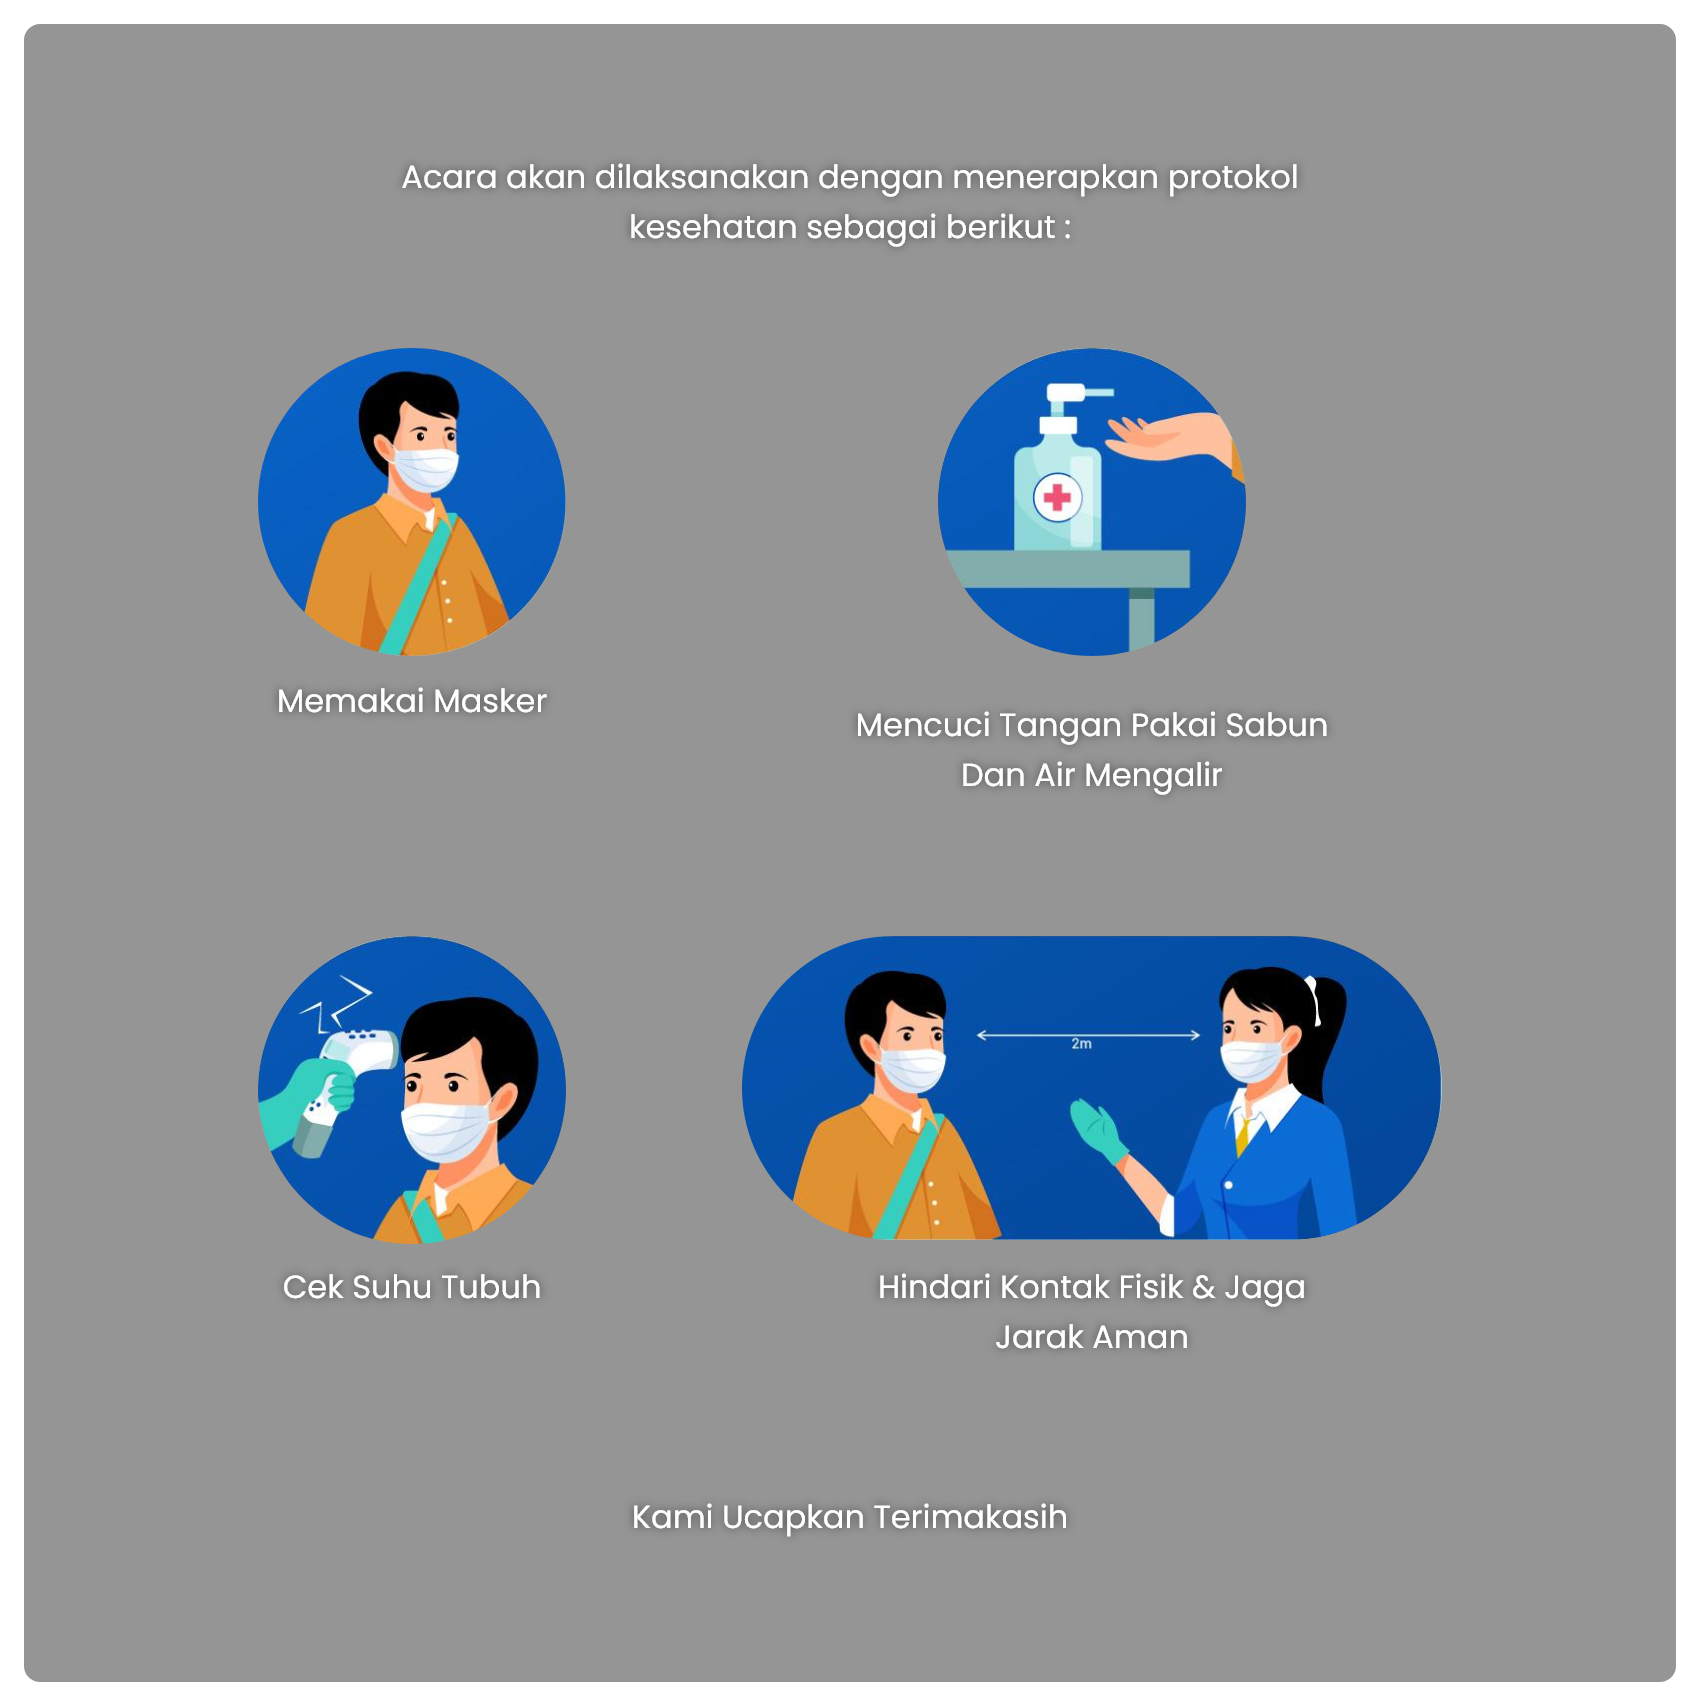 Acara akan dilaksanakan dengan menerapkan protokol
kesehatan sebagai berikut :
Memakai Masker
Mencuci Tangan Pakai Sabun
Dan Air Mengalir
2m
Cek Suhu Tubuh
Hindari Kontak Fisik & Jaga
Jarak Aman
Kami Ucapkan Terimakasih